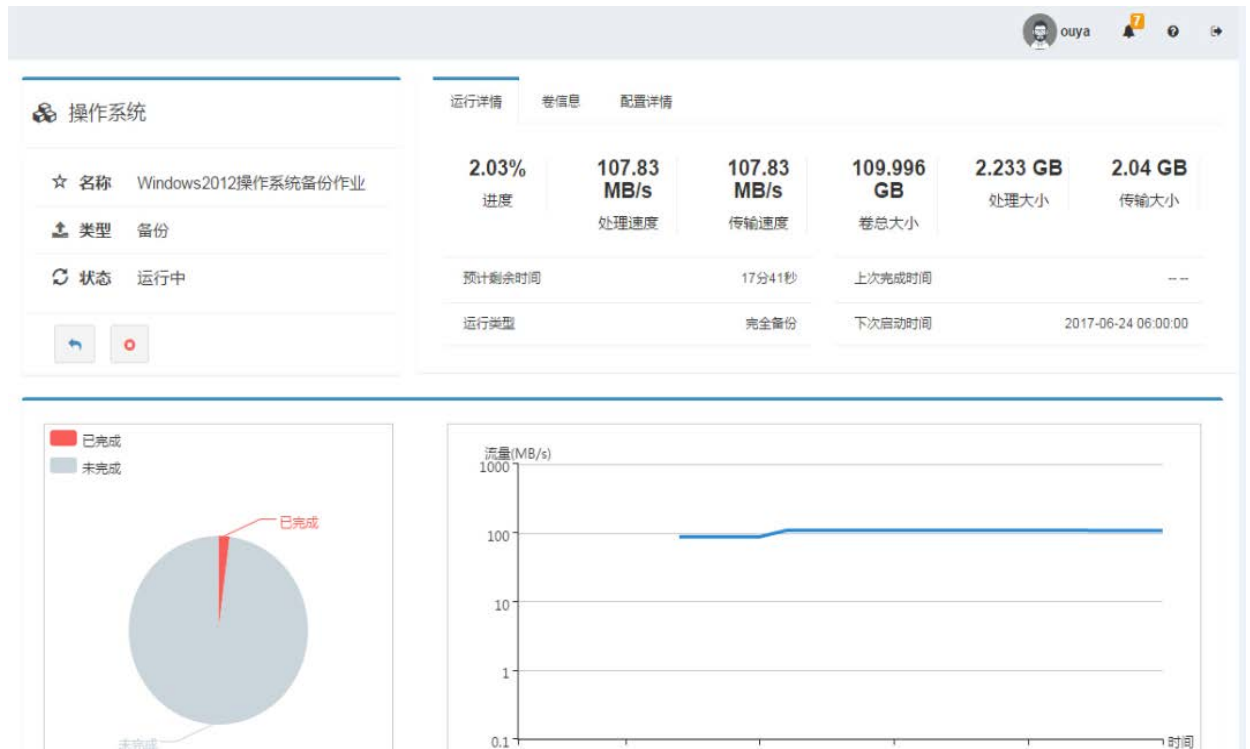 ouya 7
操作系统
名称 Windows2012操作系统备份作业
类型 备份
状态 运行中
运行详情 卷信息 配置详情
2.03%
进度
107.83
MB/s
处理速度
107.83
MB/s
传输速度
109.996
GB
卷总大小
2.233 GB
处理大小
2.04 GB
传输大小
预计剩余时间 17分41秒
上次完成时间 -- --
运行类型 完全备份
下次启动时间 2017-06-24 06:00:00
已完成
未完成
已完成
未完成
流量(MB/s)
1000
100
10
1
0.1
时间